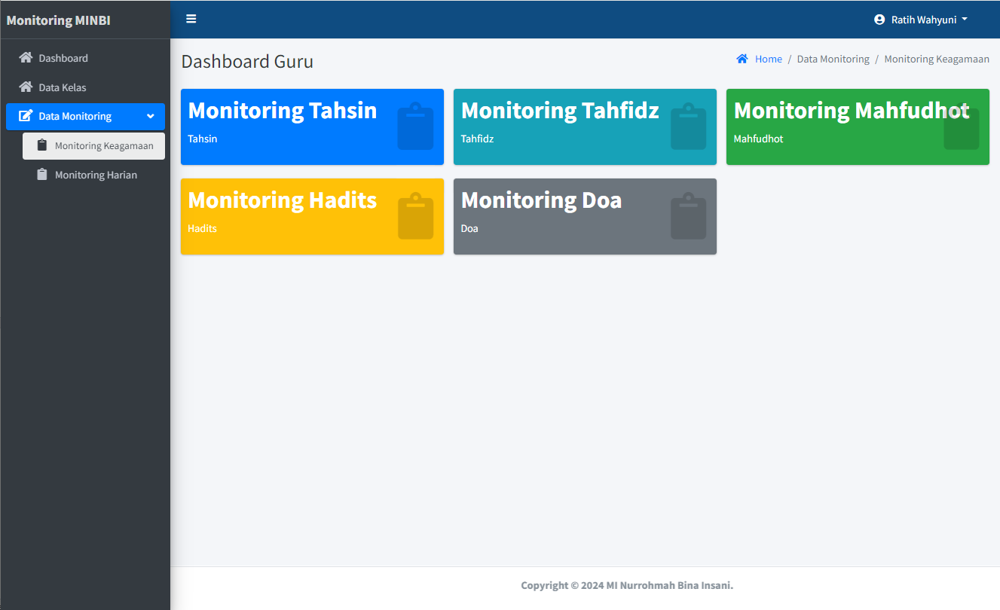 Monitoring MINBI
Ratih Wahyuni
Dashboard
Data Kelas
Data Monitoring
Monitoring Keagamaan
Monitoring Harian
Dashboard Guru
Home / Data Monitoring / Monitoring Keagamaan
Monitoring Tahsin
Tahsin
Monitoring Tahfidz
Tahfidz
Monitoring Mahfudhot
Mahfudhot
Monitoring Hadits
Hadits
Monitoring Doa
Doa
Copyright © 2024 MI Nurrohmah Bina Insani.